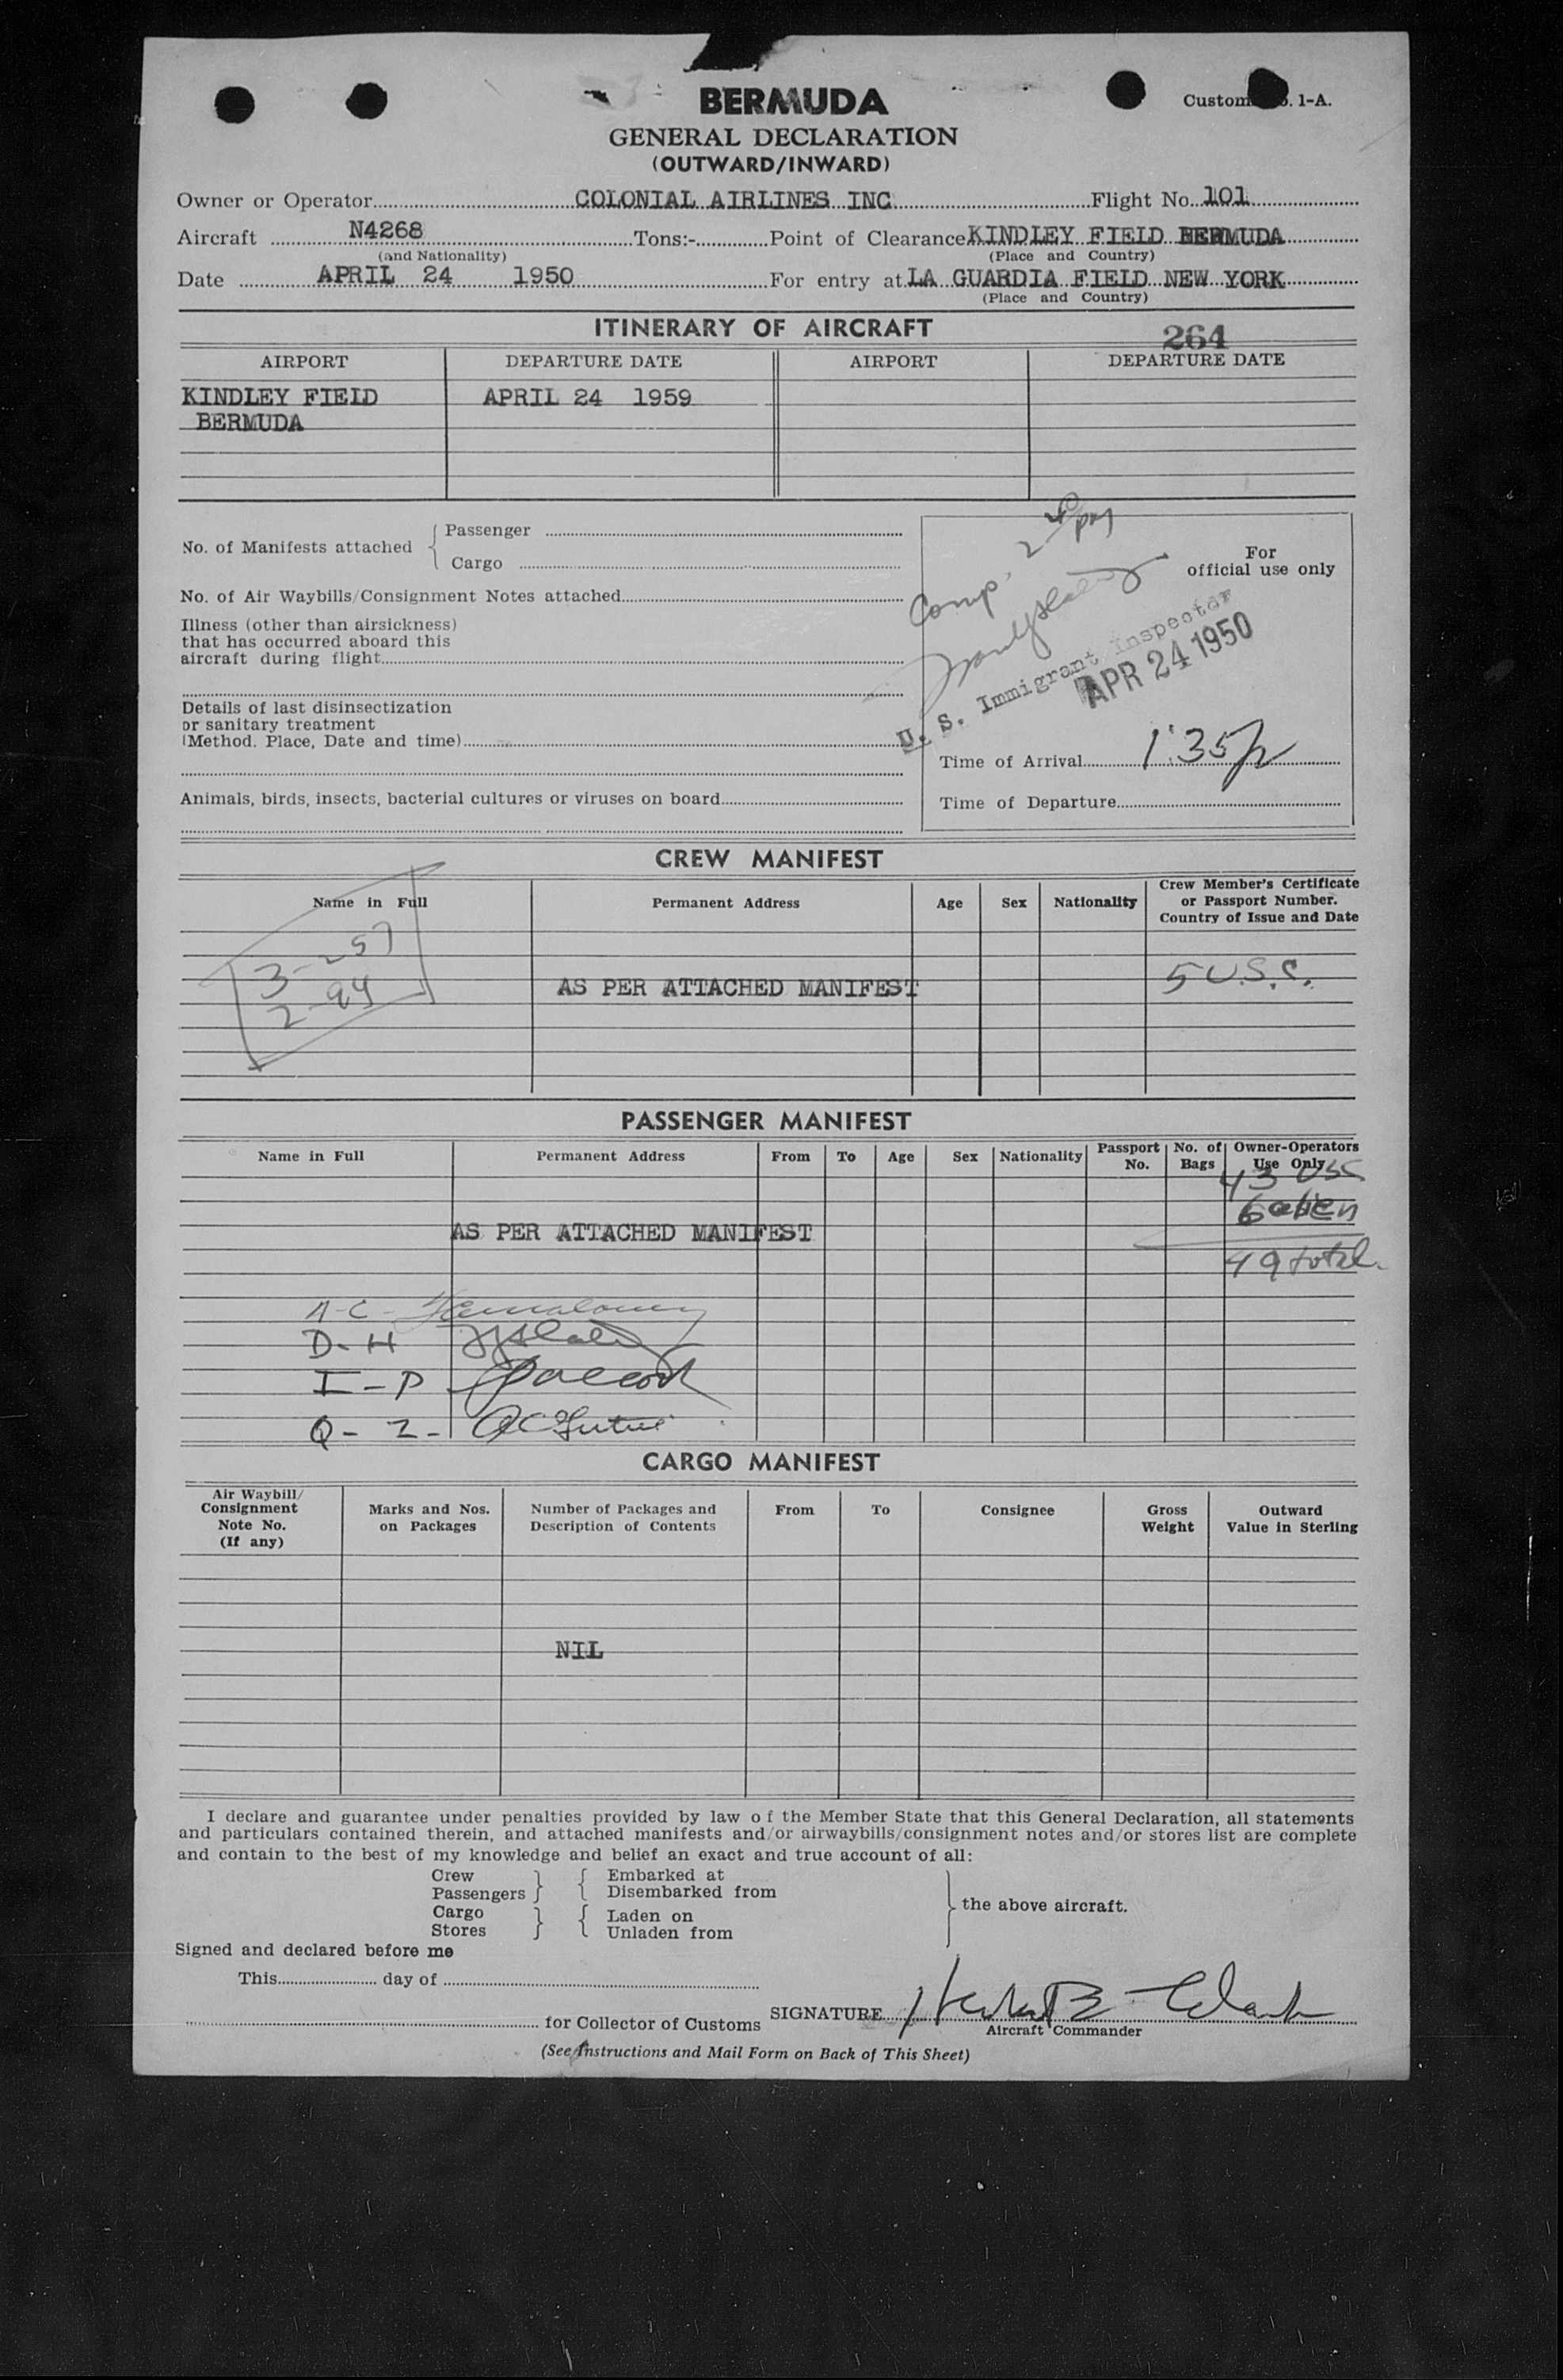 BERMUDA
Customs No. 1-A.
GENERAL DECLARATION
(OUTWARD/INWARD)
Owner or Operator COLONIAL AIRLINES INC Flight No. 101
Aircraft N4268 Tons:- Point of Clearance KINDLEY FIELD BERMUDA
(and Nationality) (Place and Country)
Date APRIL 24 1950 For entry at LA GUARDIA FIELD NEW YORK
(Place and Country)
ITINERARY OF AIRCRAFT 264
AIRPORT DEPARTURE DATE AIRPORT DEPARTURE DATE
KINDLEY FIELD APRIL 24 1959
BERMUDA
No. of Manifests attached
Passenger
Cargo
No. of Air Waybills/Consignment Notes attached
Illness (other than airsickness)
that has occurred aboard this
aircraft during flight
Details of last disinsectization
or sanitary treatment
(Method. Place, Date and time)
Animals, birds, insects, bacterial cultures or viruses on board
Comp. 2 40 pm
For
official use only
U. S. Immigrant Inspector
APR 24 1950
Time of Arrival 1:35p
Time of Departure
CREW MANIFEST
Name in Full Permanent Address Age Sex Nationality Crew Member's Certificate
or Passport Number.
Country of Issue and Date
3-257
2-94
AS PER ATTACHED MANIFEST 5 U.S.C.
PASSENGER MANIFEST
Name in Full Permanent Address From To Age Sex Nationality Passport No. No. of Bags Owner-Operators Use Only
43 USC
6 alien
AS PER ATTACHED MANIFEST
49 total.
A-C-
D-H
I-P
Q-Z-
CARGO MANIFEST
Air Waybill/
Consignment
Note No.
(If any)
Marks and Nos.
on Packages
Number of Packages and
Description of Contents
From To Consignee
Gross
Weight
Outward
Value in Sterling
NIL
I declare and guarantee under penalties provided by law of the Member State that this General Declaration, all statements
and particulars contained therein, and attached manifests and/or airwaybills/consignment notes and/or stores list are complete
and contain to the best of my knowledge and belief an exact and true account of all:
Crew Embarked at
Passengers Disembarked from
Cargo Laden on the above aircraft.
Stores Unladen from
Signed and declared before me
This day of
for Collector of Customs SIGNATURE
Aircraft Commander
(See Instructions and Mail Form on Back of This Sheet)